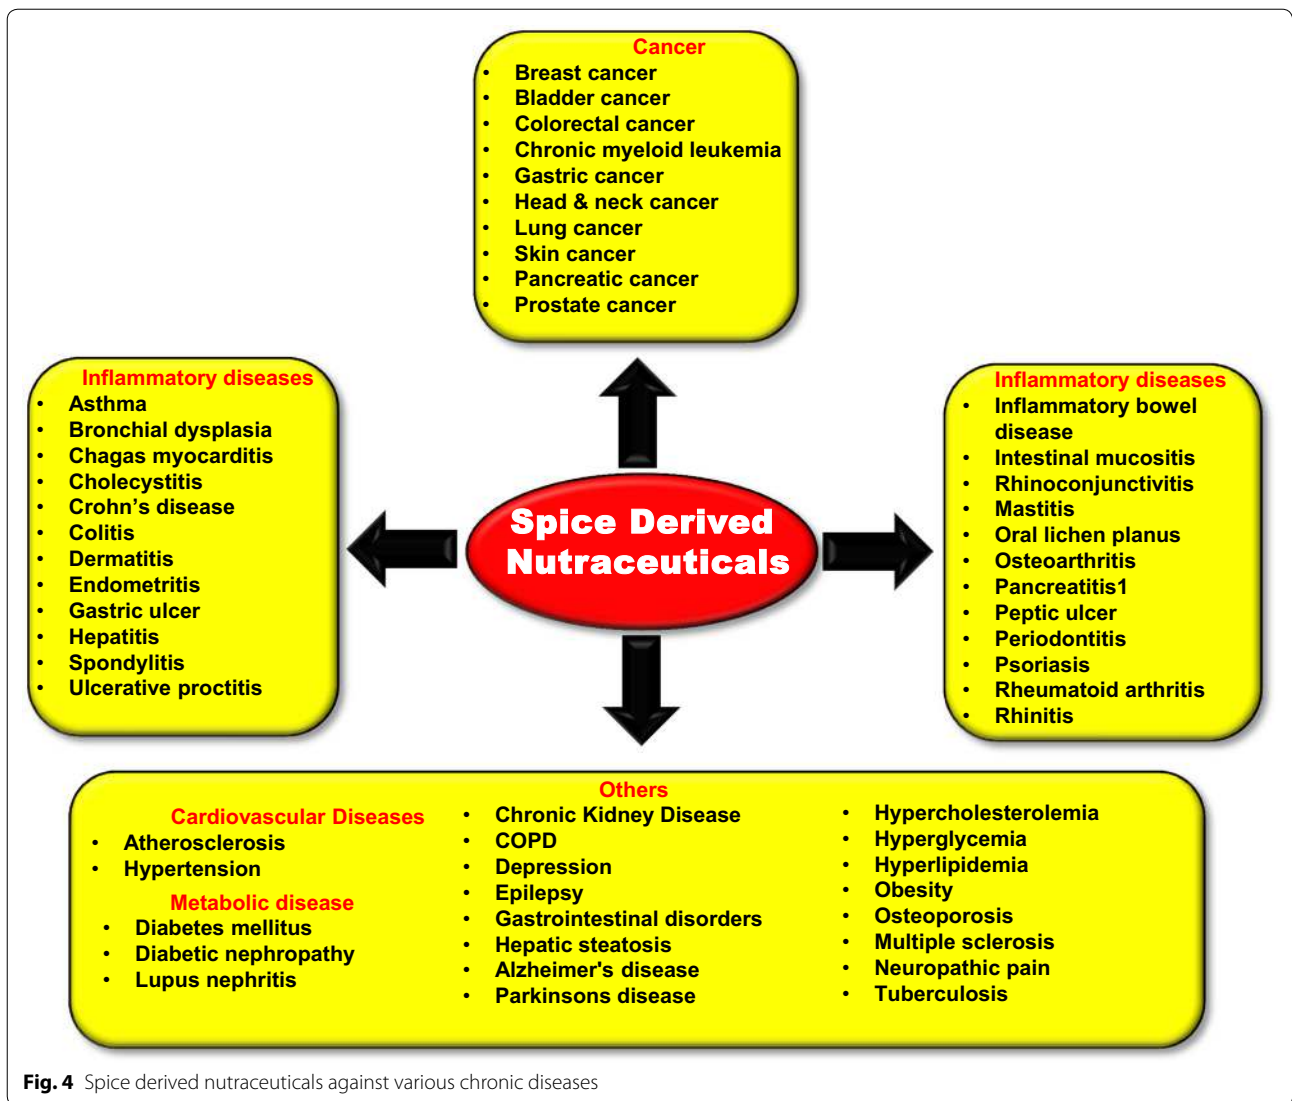 Cancer
• Breast cancer
• Bladder cancer
• Colorectal cancer
• Chronic myeloid leukemia
• Gastric cancer
• Head & neck cancer
• Lung cancer
• Skin cancer
• Pancreatic cancer
• Prostate cancer
Inflammatory diseases
• Asthma
• Bronchial dysplasia
• Chagas myocarditis
• Cholecystitis
• Crohn’s disease
• Colitis
• Dermatitis
• Endometritis
• Gastric ulcer
• Hepatitis
• Spondylitis
• Ulcerative proctitis
Spice Derived
Nutraceuticals
Inflammatory diseases
• Inflammatory bowel
disease
• Intestinal mucositis
• Rhinoconjunctivitis
• Mastitis
• Oral lichen planus
• Osteoarthritis
• Pancreatitis1
• Peptic ulcer
• Periodontitis
• Psoriasis
• Rheumatoid arthritis
• Rhinitis
Cardiovascular Diseases
• Atherosclerosis
• Hypertension
Metabolic disease
• Diabetes mellitus
• Diabetic nephropathy
• Lupus nephritis
Others
• Chronic Kidney Disease
• COPD
• Depression
• Epilepsy
• Gastrointestinal disorders
• Hepatic steatosis
• Alzheimer's disease
• Parkinsons disease
• Hypercholesterolemia
• Hyperglycemia
• Hyperlipidemia
• Obesity
• Osteoporosis
• Multiple sclerosis
• Neuropathic pain
• Tuberculosis
Fig. 4 Spice derived nutraceuticals against various chronic diseases